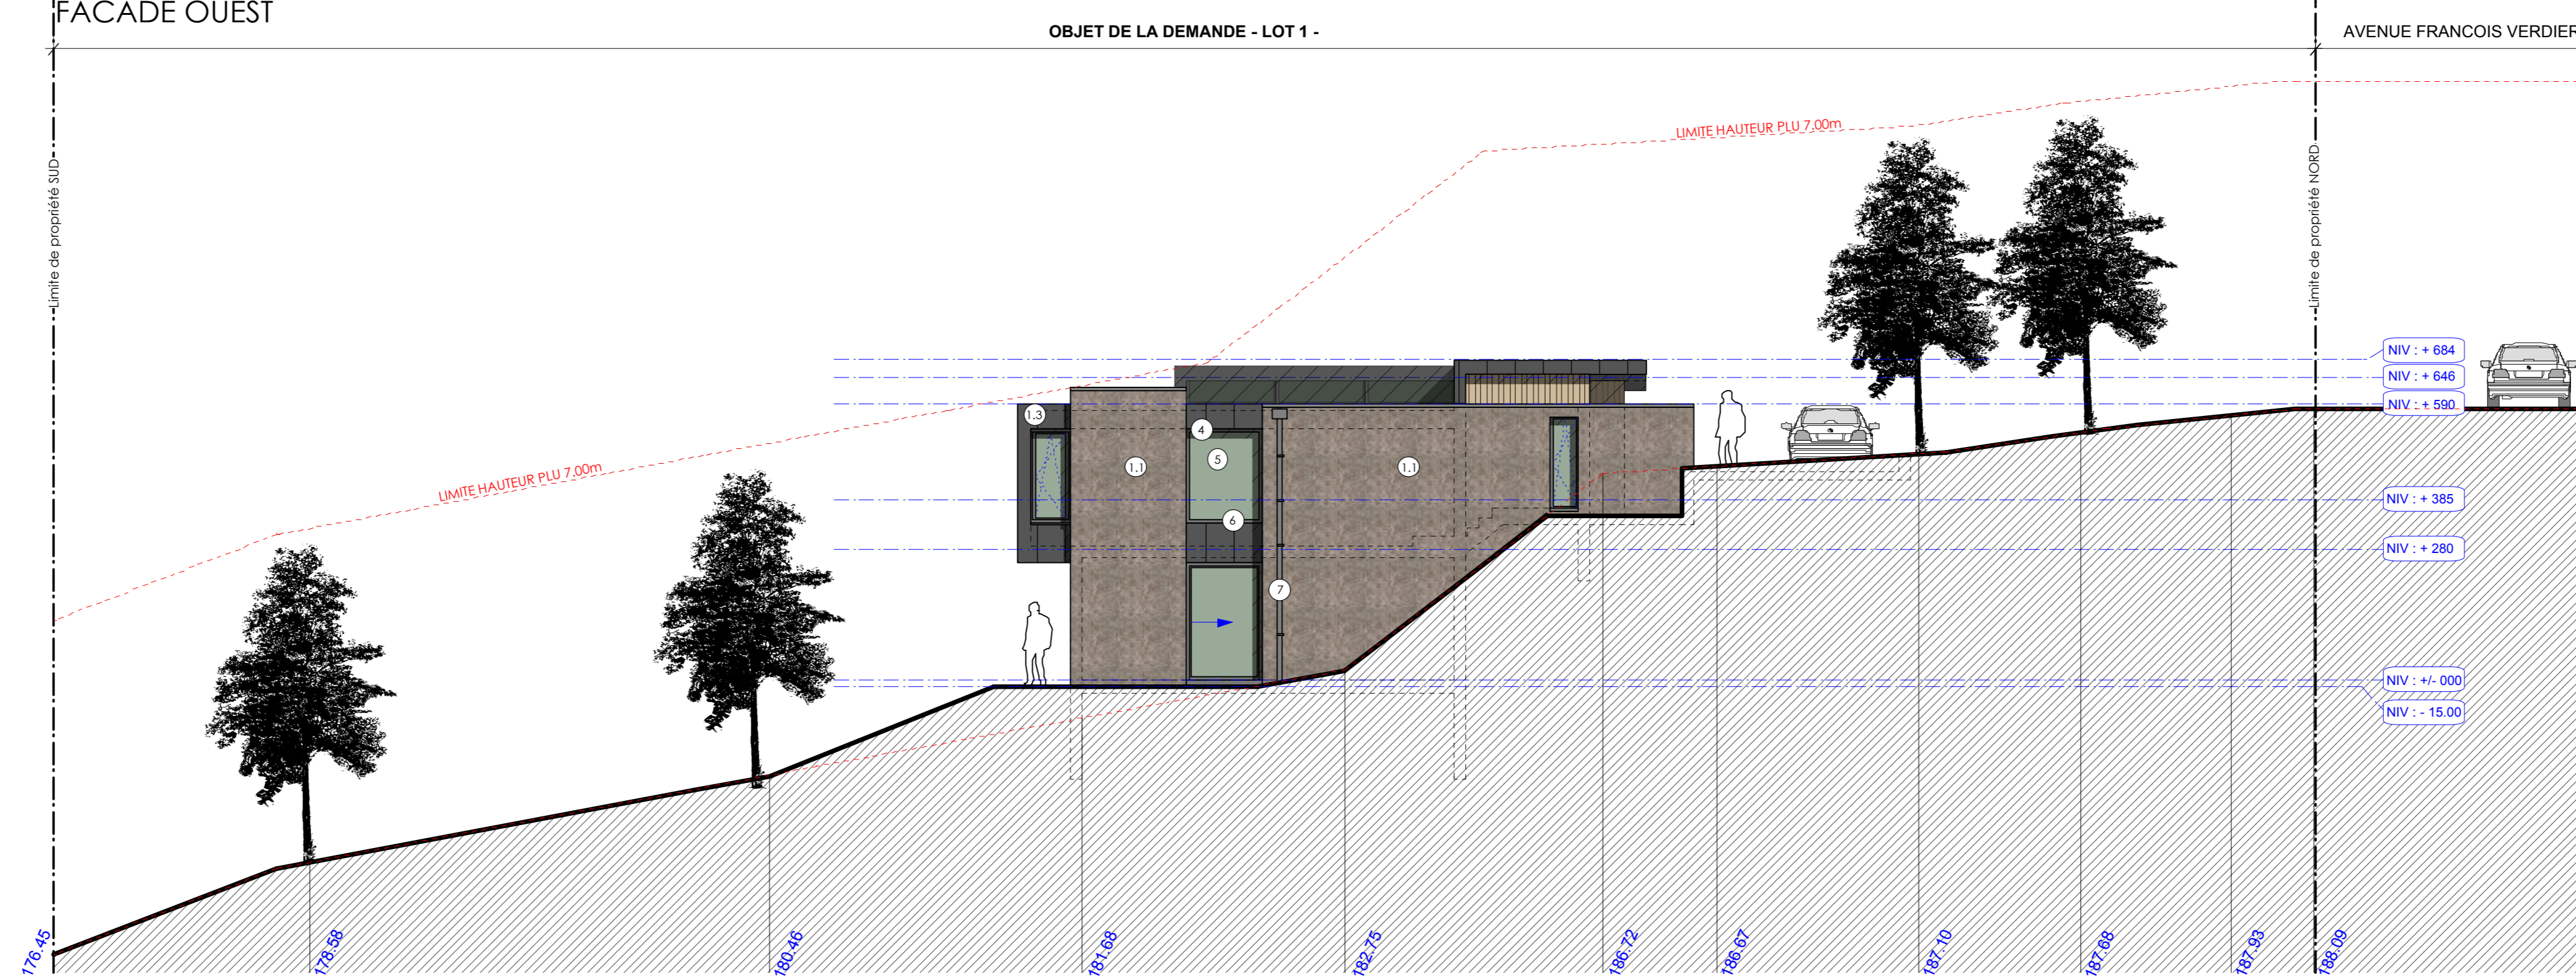 FACADE OUEST
OBJET DE LA DEMANDE - LOT 1 -
AVENUE FRANCOIS VERDIER
LIMITE HAUTEUR PLU 7.00m
Limite de propriété SUD
Limite de propriété NORD
NIV : + 684
NIV : + 646
NIV : + 590
1.3
4
5
1.1
1.1
LIMITE HAUTEUR PLU 7.00m
NIV : + 385
6
NIV : + 280
7
NIV : +/- 000
NIV : - 15.00
176.45
178.58
180.46
181.68
182.75
186.72
186.67
187.10
187.68
187.93
188.09